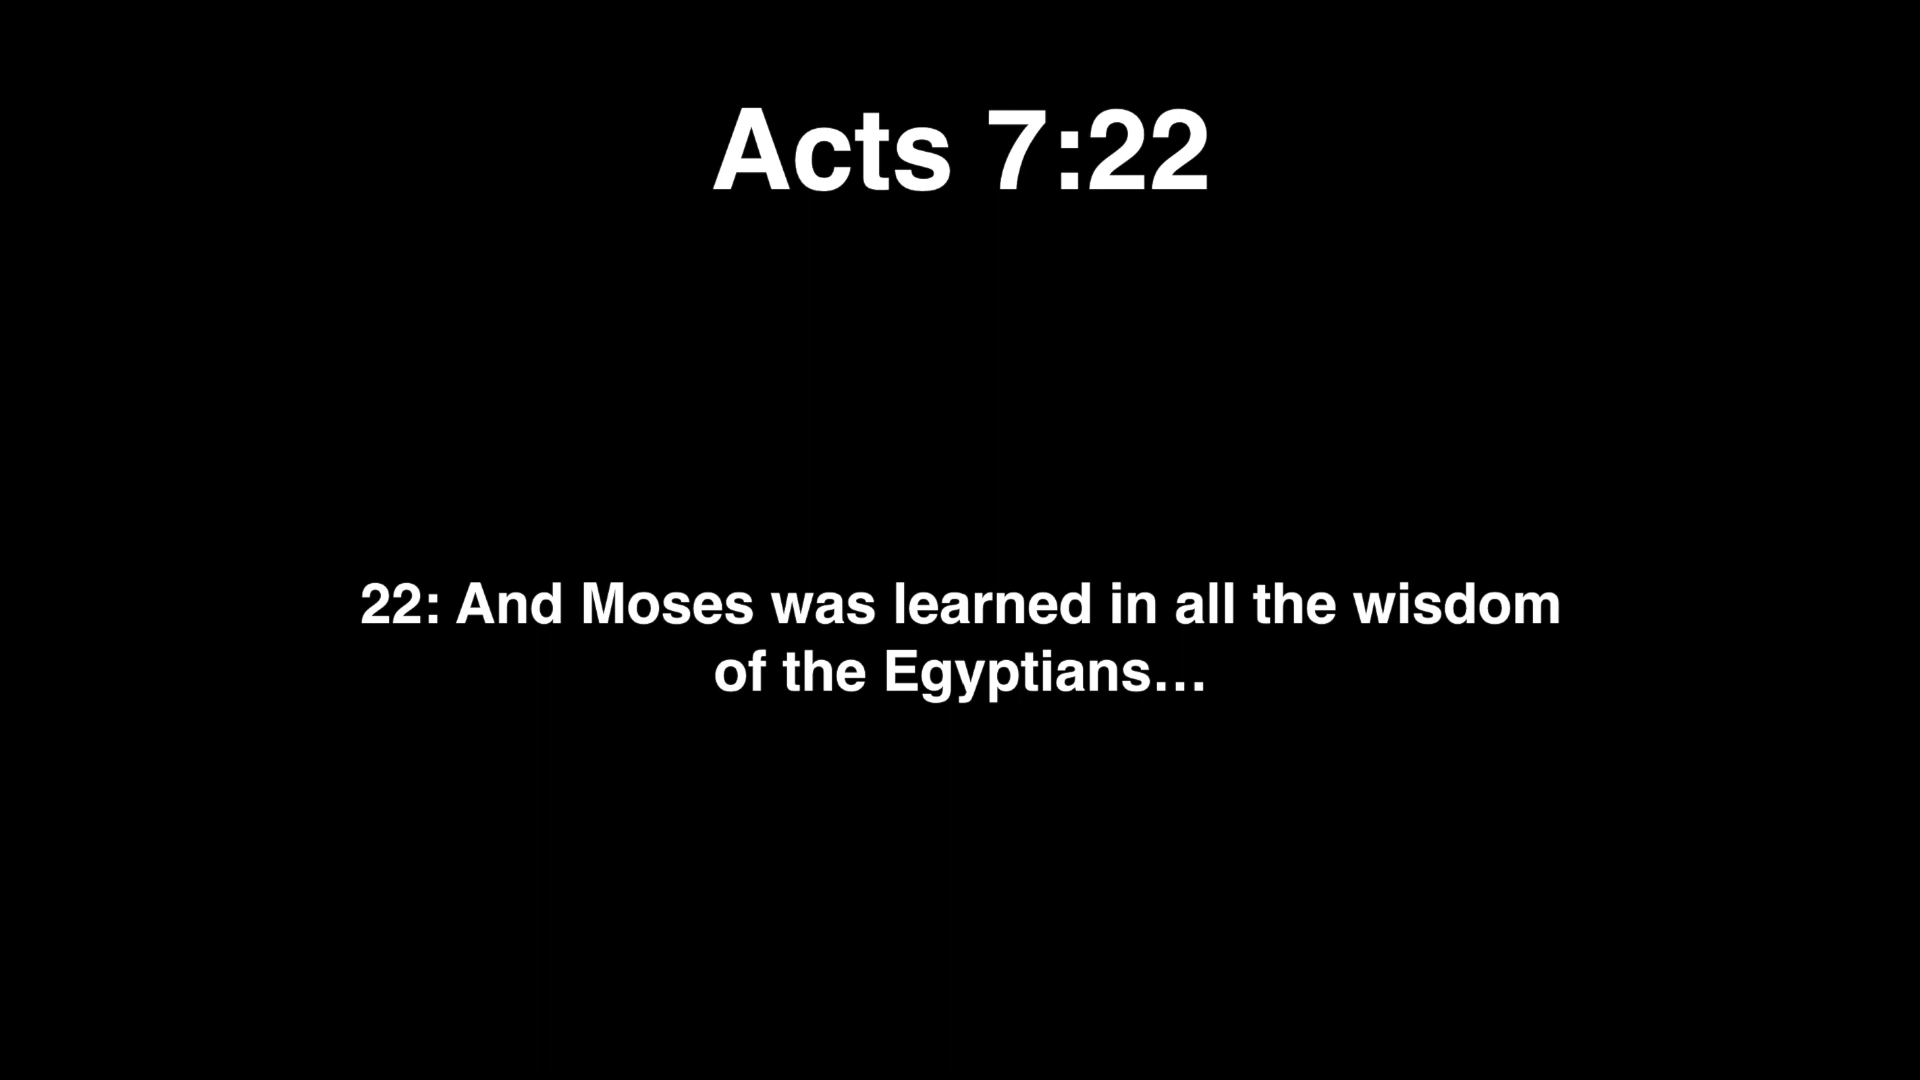 Acts 7:22
22: And Moses was learned in all the wisdom
of the Egyptians…